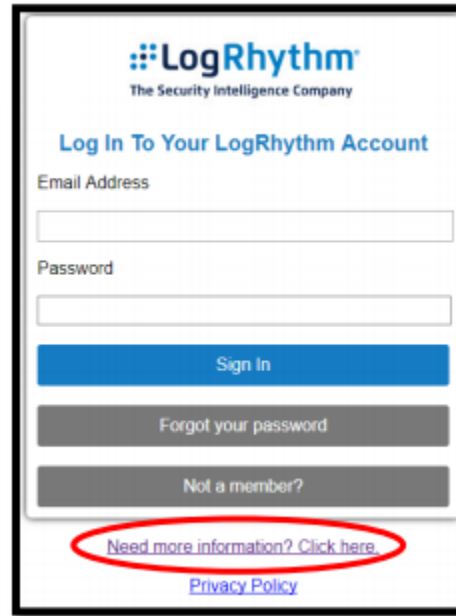 LogRhythm
The Security Intelligence Company
Log In To Your LogRhythm Account
Email Address
Password
Sign In
Forgot your password
Not a member?
Need more information? Click here.
Privacy Policy